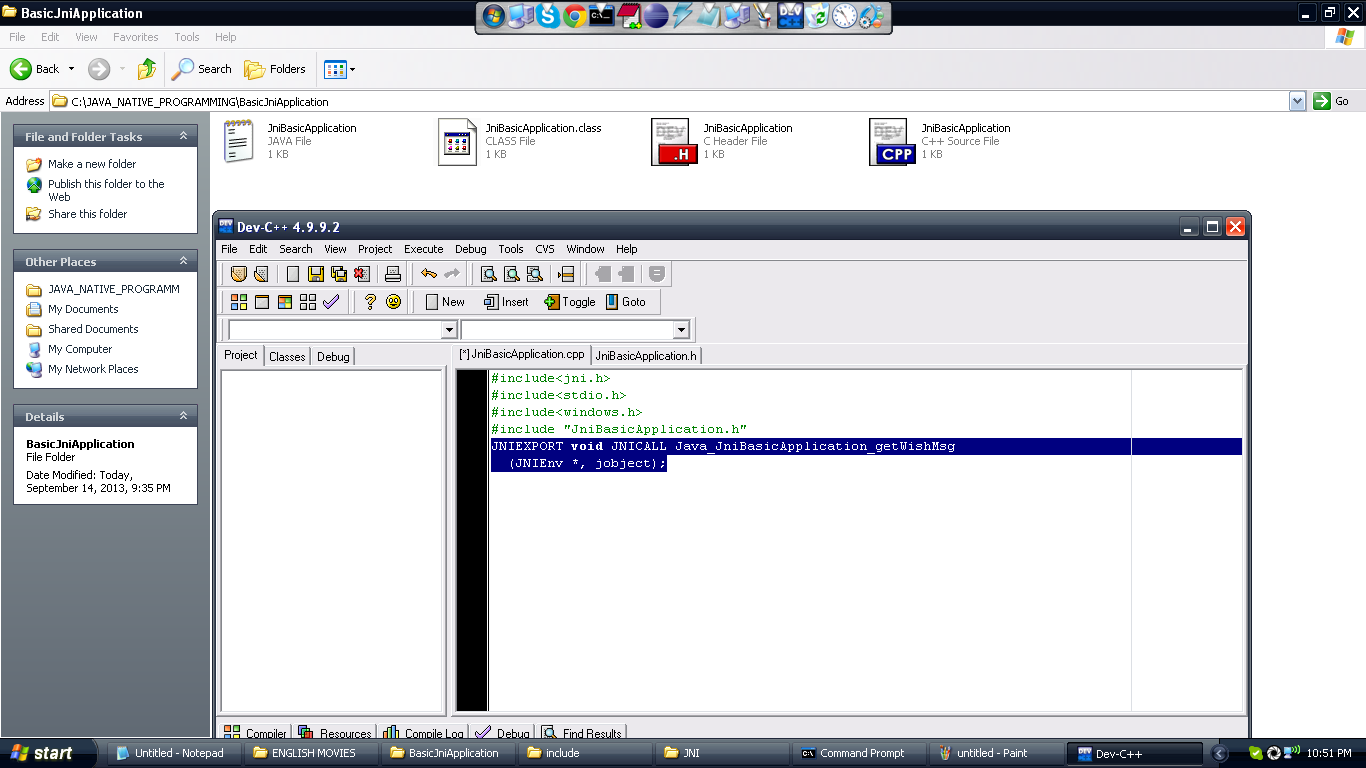 BasicJniApplication
File Edit View Favorites Tools Help
Back Search Folders
Address C:\JAVA_NATIVE_PROGRAMMING\BasicJniApplication Go
File and Folder Tasks
Make a new folder
Publish this folder to the
Web
Share this folder
Other Places
JAVA_NATIVE_PROGRAMM
My Documents
Shared Documents
My Computer
My Network Places
Details
BasicJniApplication
File Folder
Date Modified: Today,
September 14, 2013, 9:35 PM
JniBasicApplication
JAVA File
1 KB
JniBasicApplication.class
CLASS File
1 KB
DEV
.H
JniBasicApplication
C Header File
1 KB
DEV
CPP
JniBasicApplication
C++ Source File
1 KB
Dev-C++ 4.9.9.2
File Edit Search View Project Execute Debug Tools CVS Window Help
New Insert Toggle Goto
Project Classes Debug
[*] JniBasicApplication.cpp JniBasicApplication.h
#include<jni.h>
#include<stdio.h>
#include<windows.h>
#include "JniBasicApplication.h"
JNIEXPORT void JNICALL Java_JniBasicApplication_getWishMsg
(JNIEnv *, jobject);
Compiler Resources Compile Log Debug Find Results
start Untitled - Notepad ENGLISH MOVIES BasicJniApplication include JNI Command Prompt untitled - Paint Dev-C++ 10:51 PM